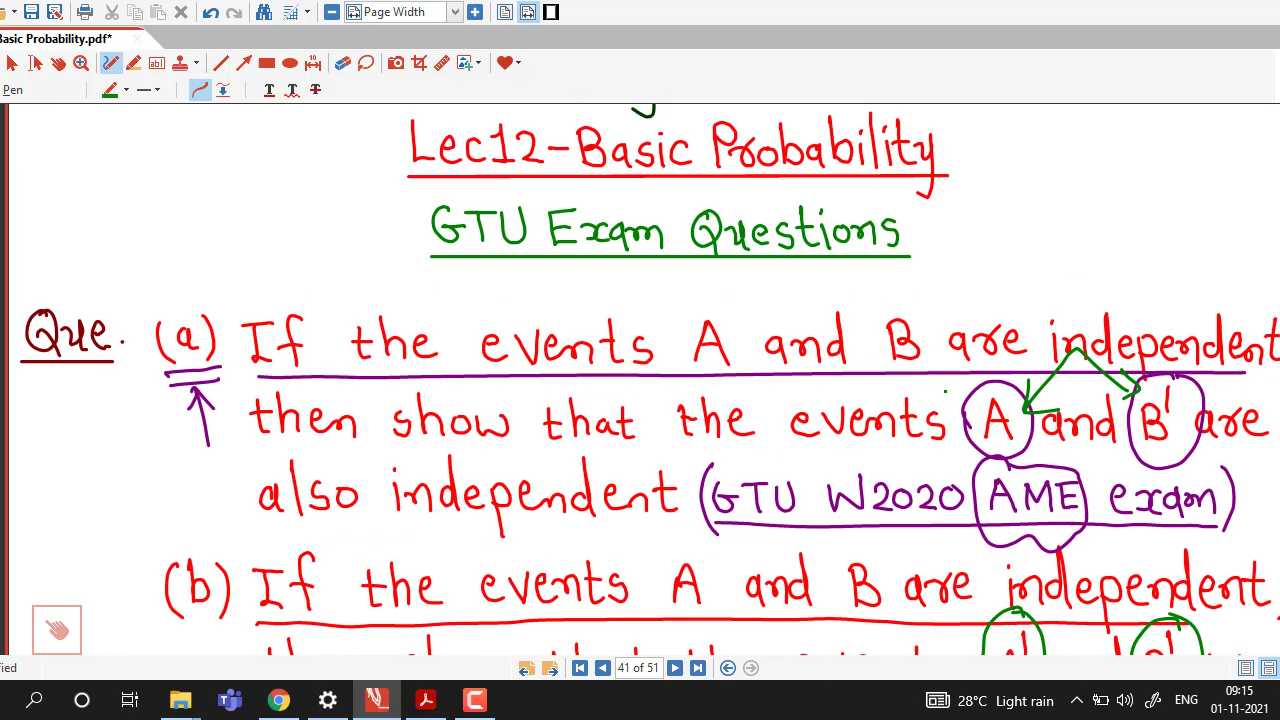 Page Width
Basic Probability.pdf*
Pen
Lec12-Basic Probability
GTU Exam Questions
Que. (a) If the events A and B are independent
then show that the events A and B' are
also independent (GTU W2020 AME exam)
(b) If the events A and B are independent
41 of 51
09:15
28°C Light rain
ENG
01-11-2021